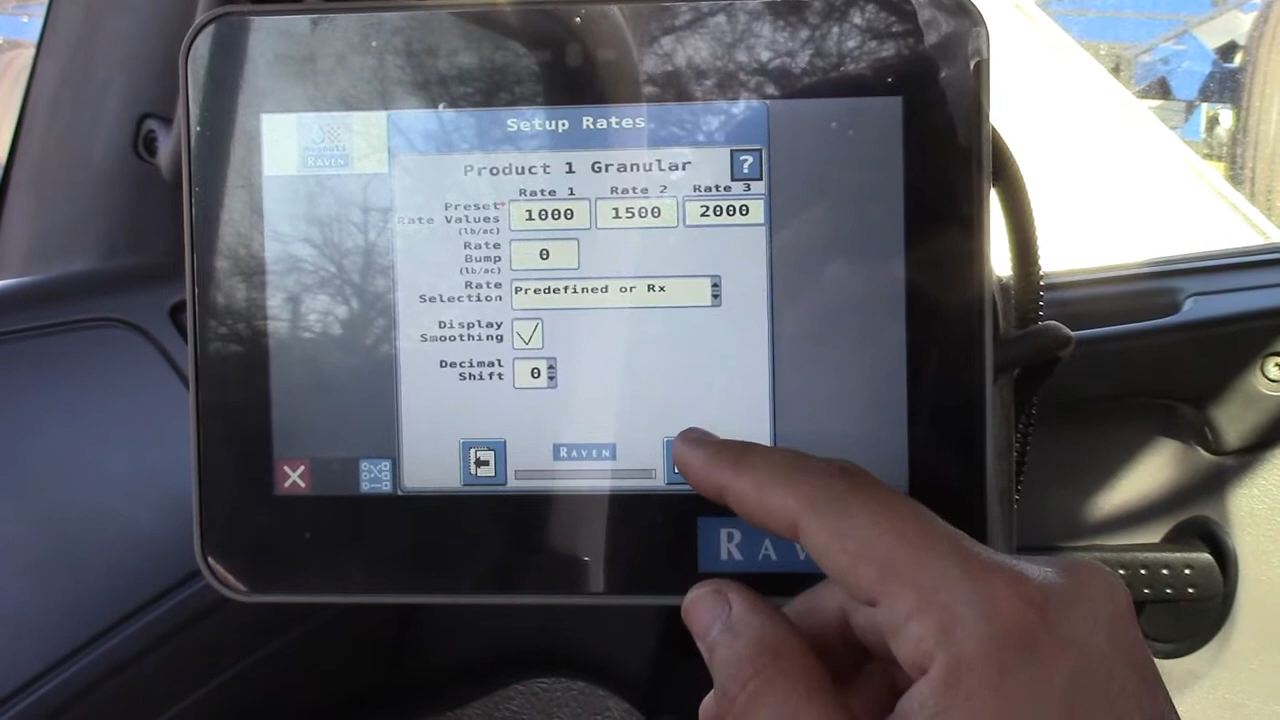 Setup Rates
RAVEN
Product 1 Granular
?
Rate 1 Rate 2 Rate 3
Preset*
Rate Values
(lb/ac)
1000 1500 2000
Rate
Bump
(lb/ac)
0
Rate
Selection
Predefined or Rx
Display
Smoothing
Decimal
Shift
0
RAVEN
RAV